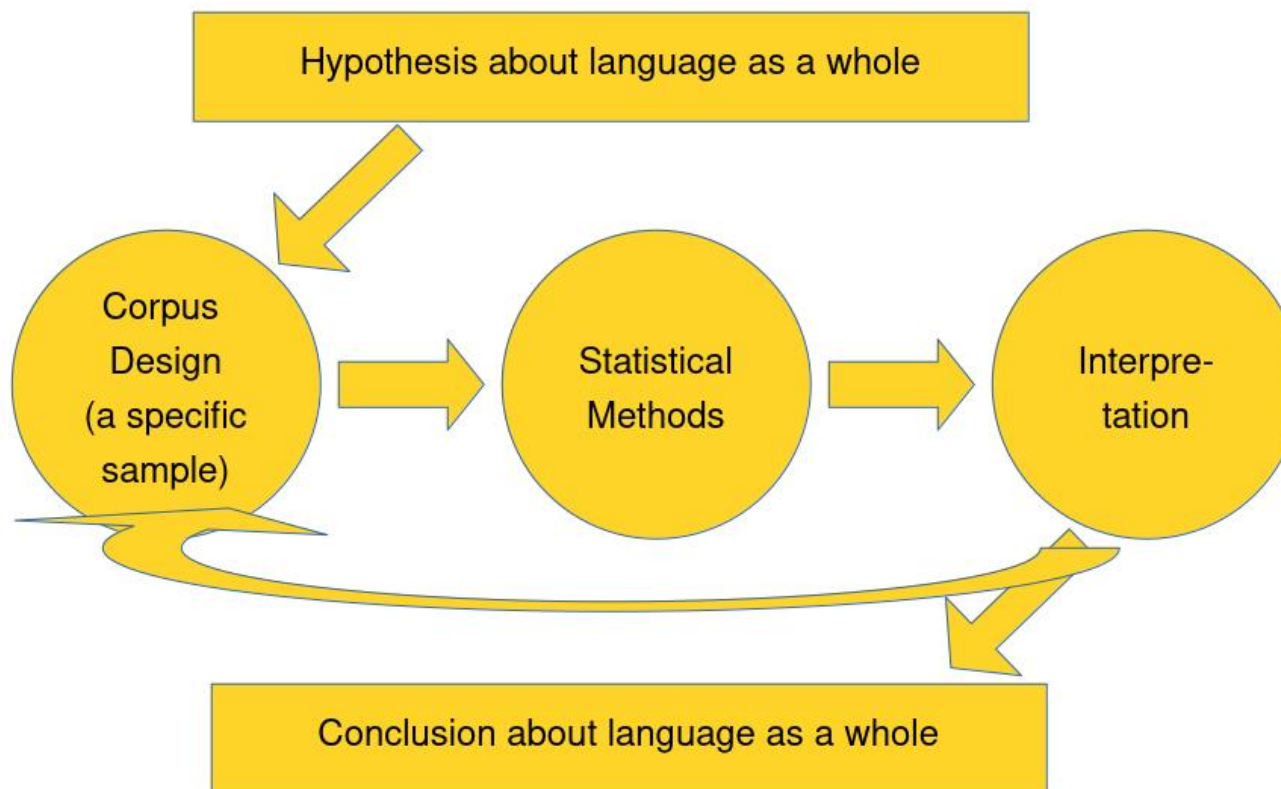 Hypothesis about language as a whole
Corpus
Design
(a specific
sample)
Statistical
Methods
Interpre-
tation
Conclusion about language as a whole